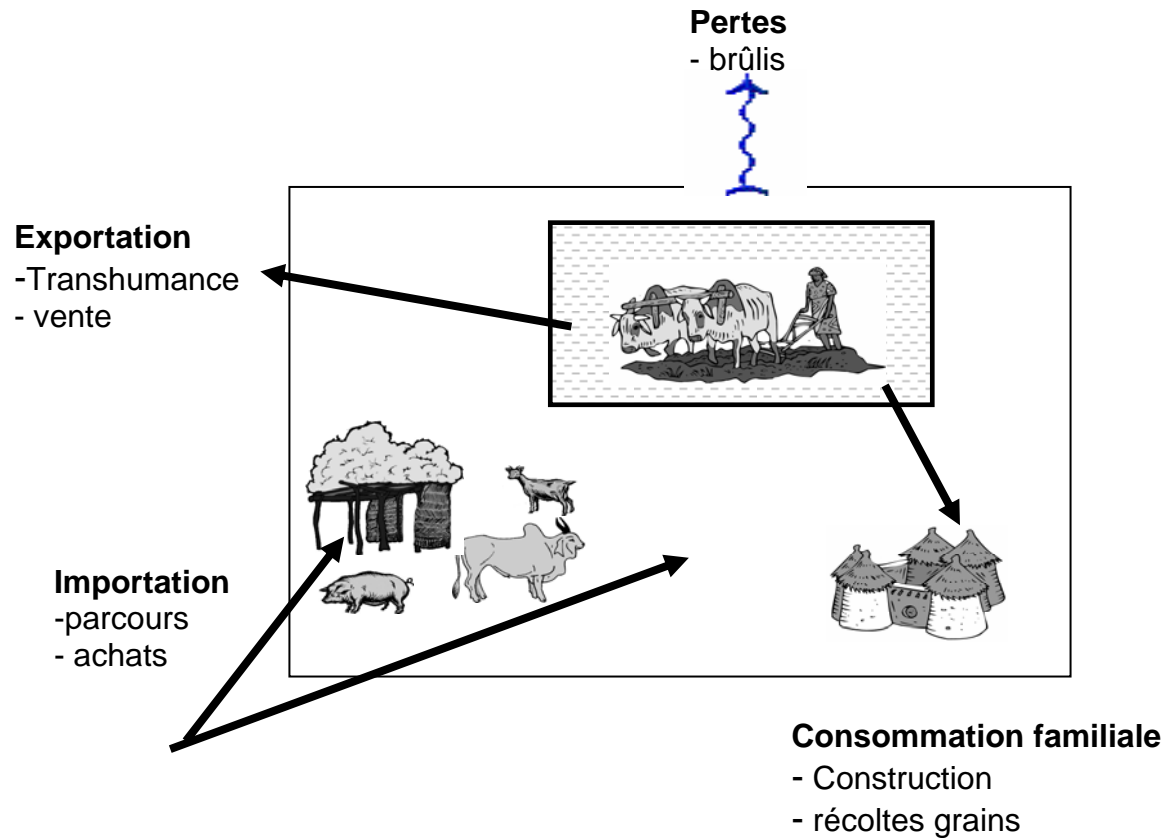 Pertes
- brûlis
Exportation
-Transhumance
- vente
Importation
-parcours
- achats
Consommation familiale
- Construction
- récoltes grains